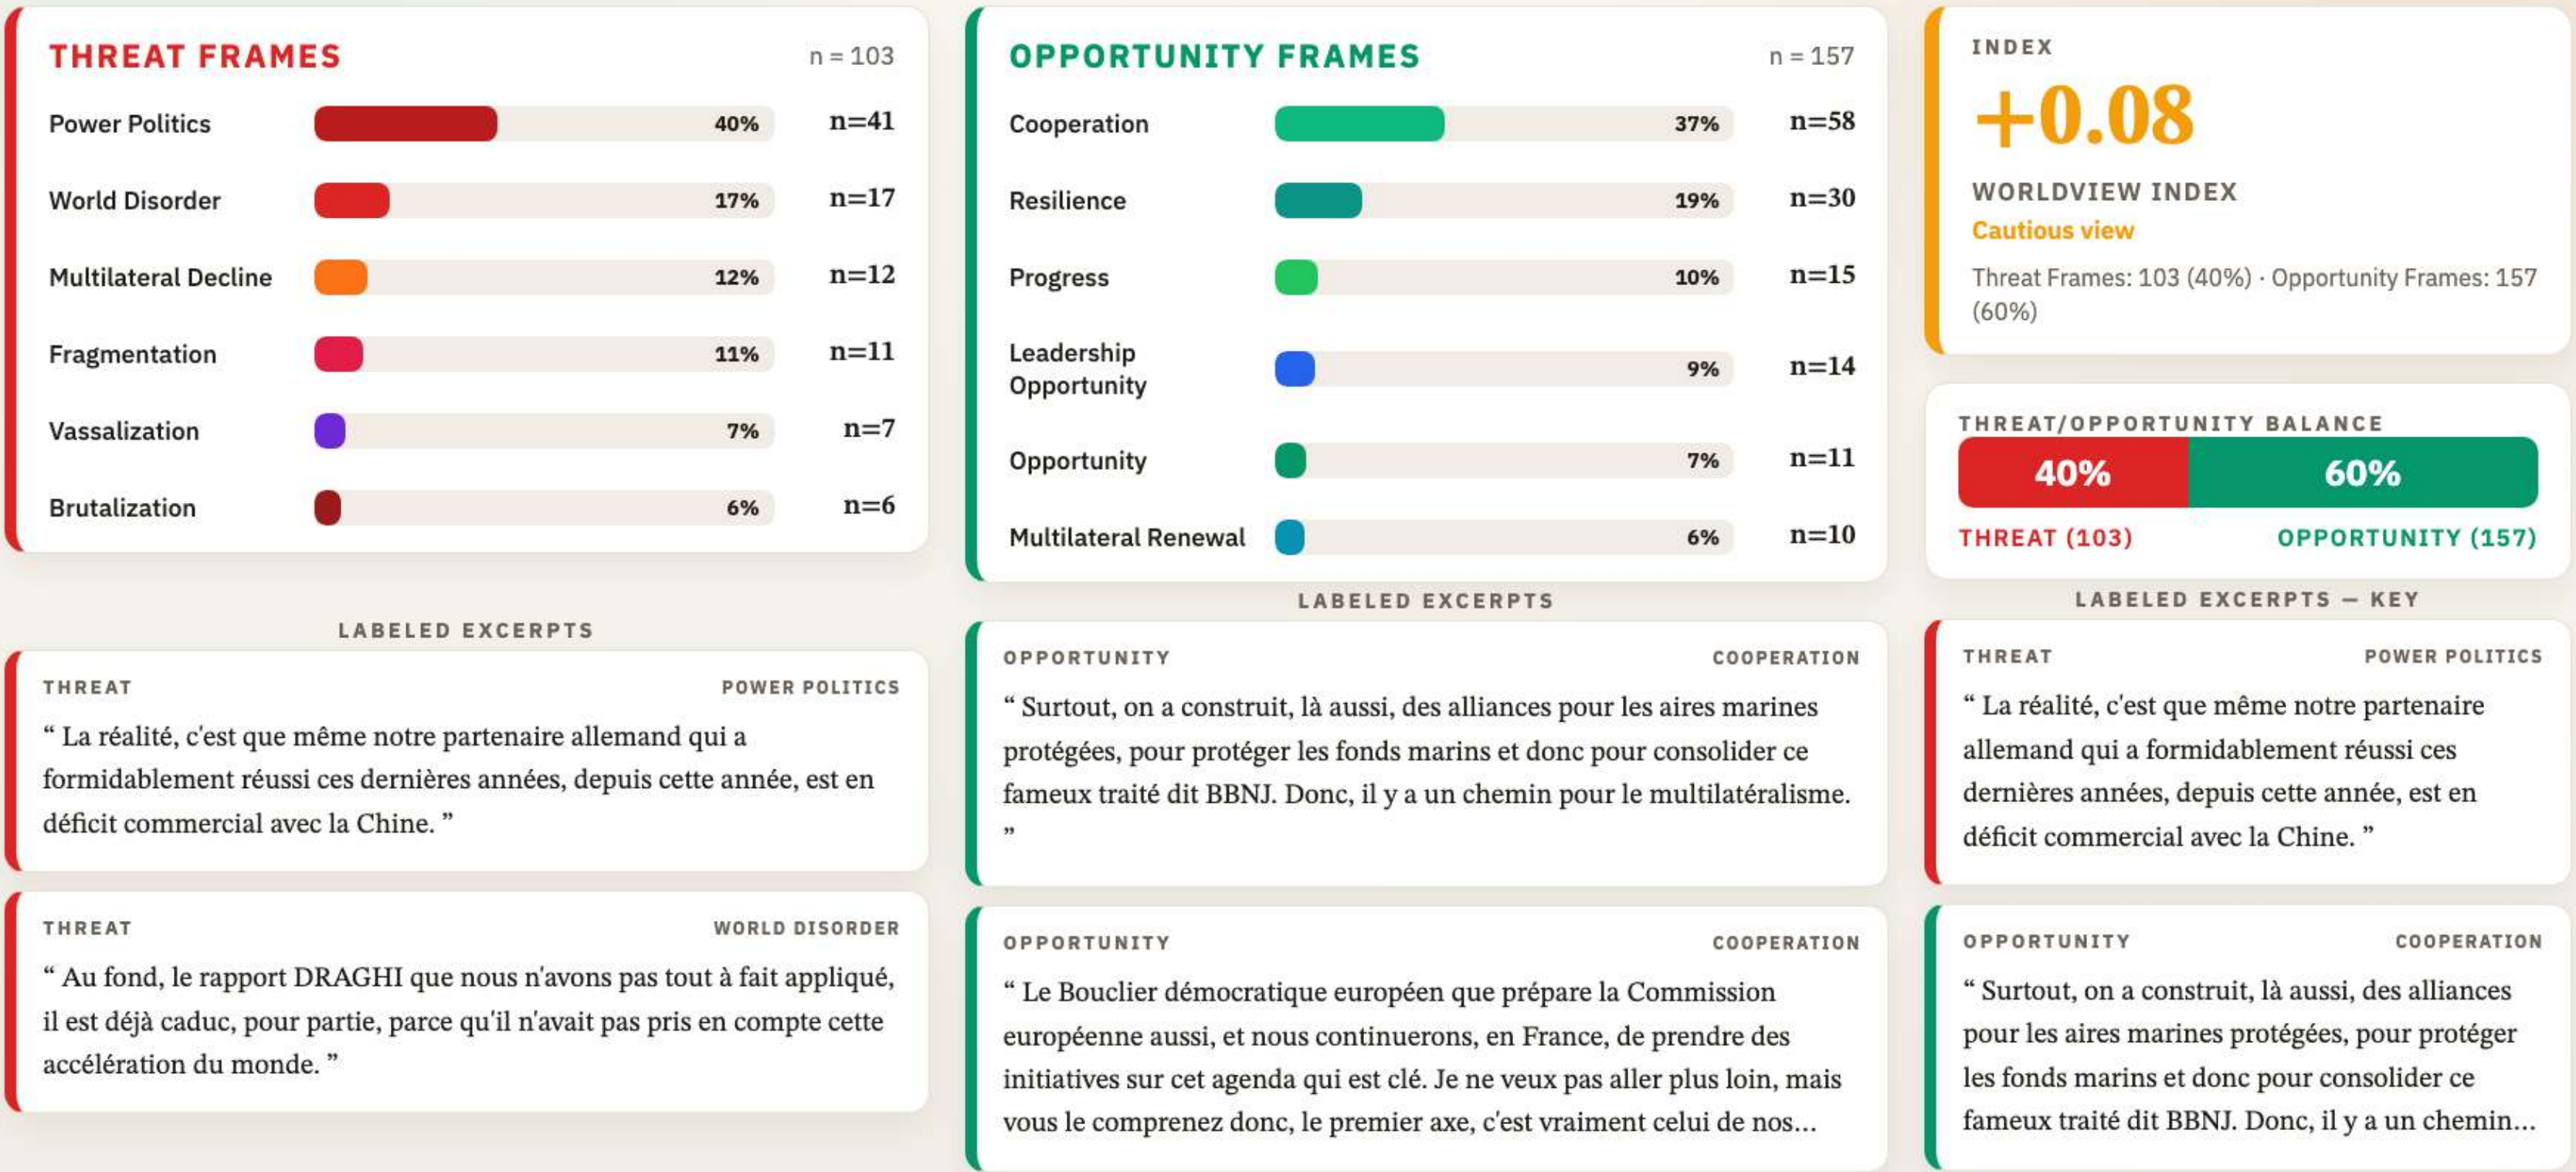 THREAT FRAMES
n = 103
Power Politics
40%
n=41
World Disorder
17%
n=17
Multilateral Decline
12%
n=12
Fragmentation
11%
n=11
Vassalization
7%
n=7
Brutalization
6%
n=6
LABELED EXCERPTS
THREAT
POWER POLITICS
“ La réalité, c'est que même notre partenaire allemand qui a
formidablement réussi ces dernières années, depuis cette année, est en
déficit commercial avec la Chine. ”
THREAT
WORLD DISORDER
“ Au fond, le rapport DRAGHI que nous n'avons pas tout à fait appliqué,
il est déjà caduc, pour partie, parce qu'il n'avait pas pris en compte cette
accélération du monde. ”
OPPORTUNITY FRAMES
n = 157
Cooperation
37%
n=58
Resilience
19%
n=30
Progress
10%
n=15
Leadership
Opportunity
9%
n=14
Opportunity
7%
n=11
Multilateral Renewal
6%
n=10
LABELED EXCERPTS
OPPORTUNITY
COOPERATION
“ Surtout, on a construit, là aussi, des alliances pour les aires marines
protégées, pour protéger les fonds marins et donc pour consolider ce
fameux traité dit BBNJ. Donc, il y a un chemin pour le multilatéralisme.
”
OPPORTUNITY
COOPERATION
“ Le Bouclier démocratique européen que prépare la Commission
européenne aussi, et nous continuerons, en France, de prendre des
initiatives sur cet agenda qui est clé. Je ne veux pas aller plus loin, mais
vous le comprenez donc, le premier axe, c'est vraiment celui de nos...
INDEX
+0.08
WORLDVIEW INDEX
Cautious view
Threat Frames: 103 (40%) · Opportunity Frames: 157
(60%)
THREAT/OPPORTUNITY BALANCE
40%
60%
THREAT (103)
OPPORTUNITY (157)
LABELED EXCERPTS — KEY
THREAT
POWER POLITICS
“ La réalité, c'est que même notre partenaire
allemand qui a formidablement réussi ces
dernières années, depuis cette année, est en
déficit commercial avec la Chine. ”
OPPORTUNITY
COOPERATION
“ Surtout, on a construit, là aussi, des alliances
pour les aires marines protégées, pour protéger
les fonds marins et donc pour consolider ce
fameux traité dit BBNJ. Donc, il y a un chemin...